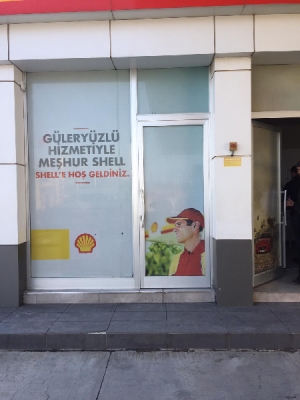 GÜLERYÜZLÜ
HİZMETİYLE
MEŞHUR SHELL
SHELL'E HOŞ GELDİNİZ.